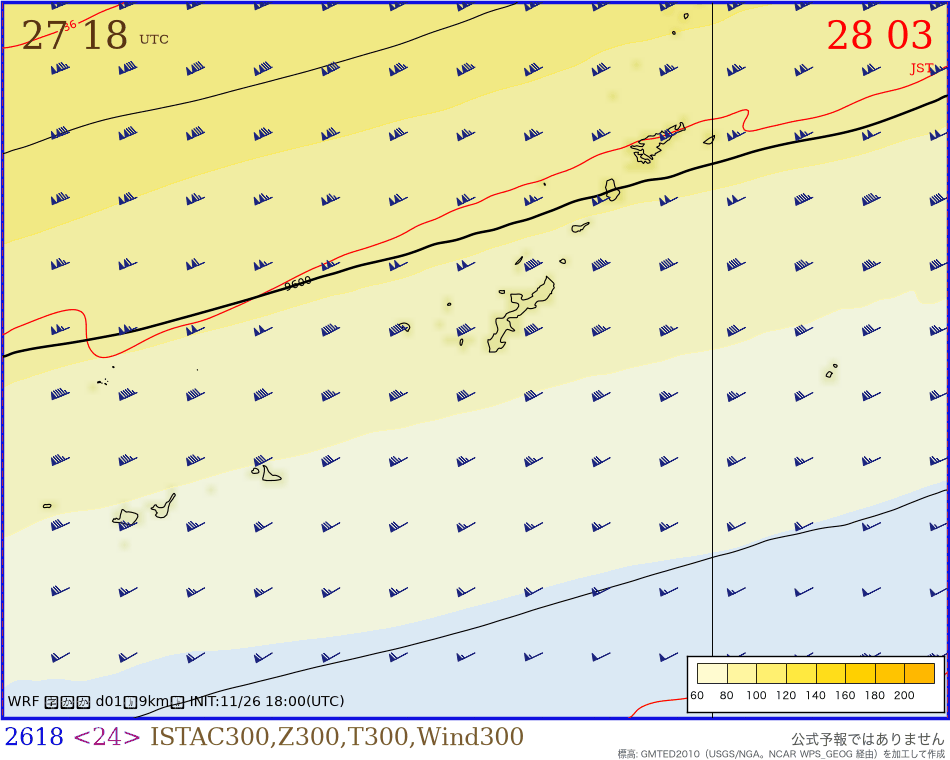 27 18 UTC
28 03
JST
36
9600
WRF d01 9km INIT:11/26 18:00(UTC)
60 80 100 120 140 160 180 200
2618 <24> ISTAC300,Z300,T300,Wind300
公式予報ではありません
標高: GMTED2010（USGS/NGA。NCAR WPS_GEOG 経由）を加工して作成